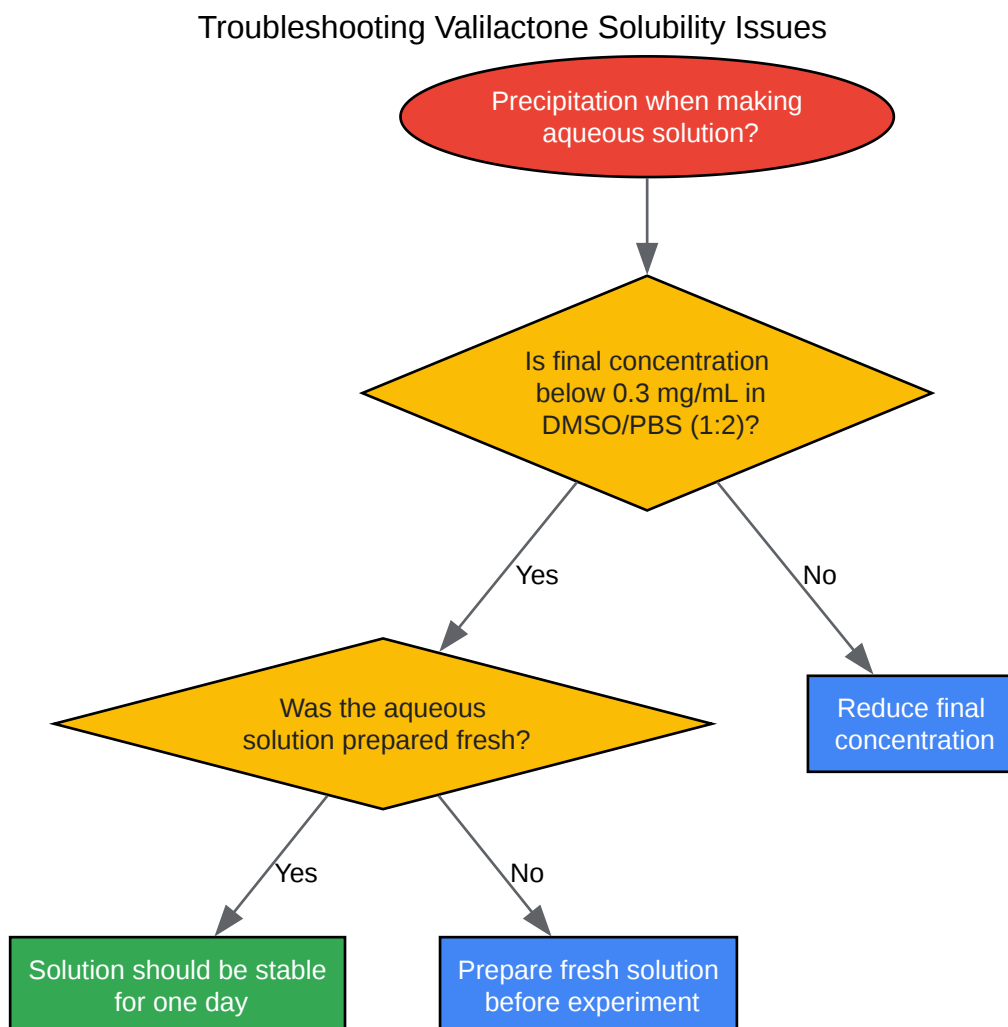 Troubleshooting Valilactone Solubility Issues
Precipitation when making
aqueous solution?
Is final concentration
below 0.3 mg/mL in
DMSO/PBS (1:2)?
Yes
No
Was the aqueous
solution prepared fresh?
Reduce final
concentration
Yes
No
Solution should be stable
for one day
Prepare fresh solution
before experiment